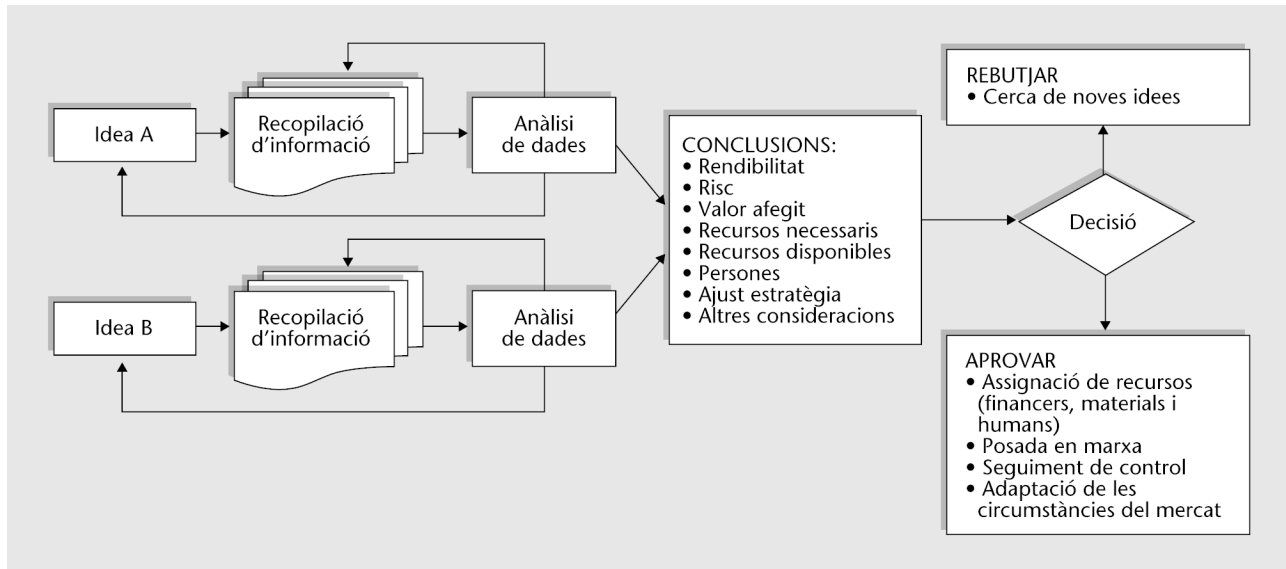 Idea A
Recopilació
d’informació
Anàlisi
de dades
Idea B
Recopilació
d’informació
Anàlisi
de dades
CONCLUSIONS:
• Rendibilitat
• Risc
• Valor afegit
• Recursos necessaris
• Recursos disponibles
• Persones
• Ajust estratègia
• Altres consideracions
Decisió
REBUTJAR
• Cerca de noves idees
APROVAR
• Assignació de recursos
(financers, materials i
humans)
• Posada en marxa
• Seguiment de control
• Adaptació de les
circumstàncies del mercat